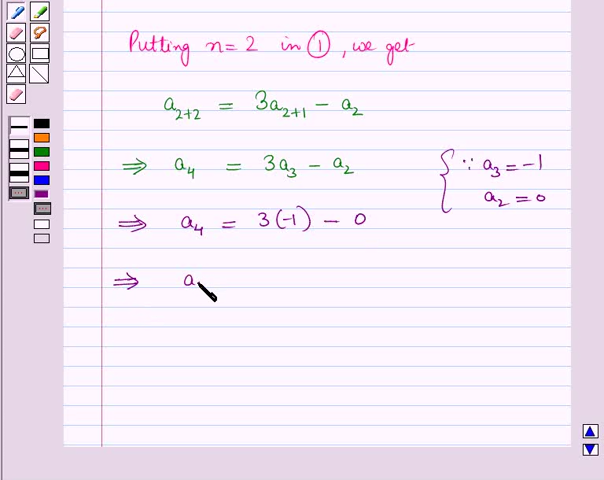 Putting n = 2 in ①, we get
a₂₊₂ = 3a₂₊₁ − a₂
⇒ a₄ = 3a₃ − a₂ { ∵ a₃ = −1
a₂ = 0
⇒ a₄ = 3(−1) − 0
⇒ a